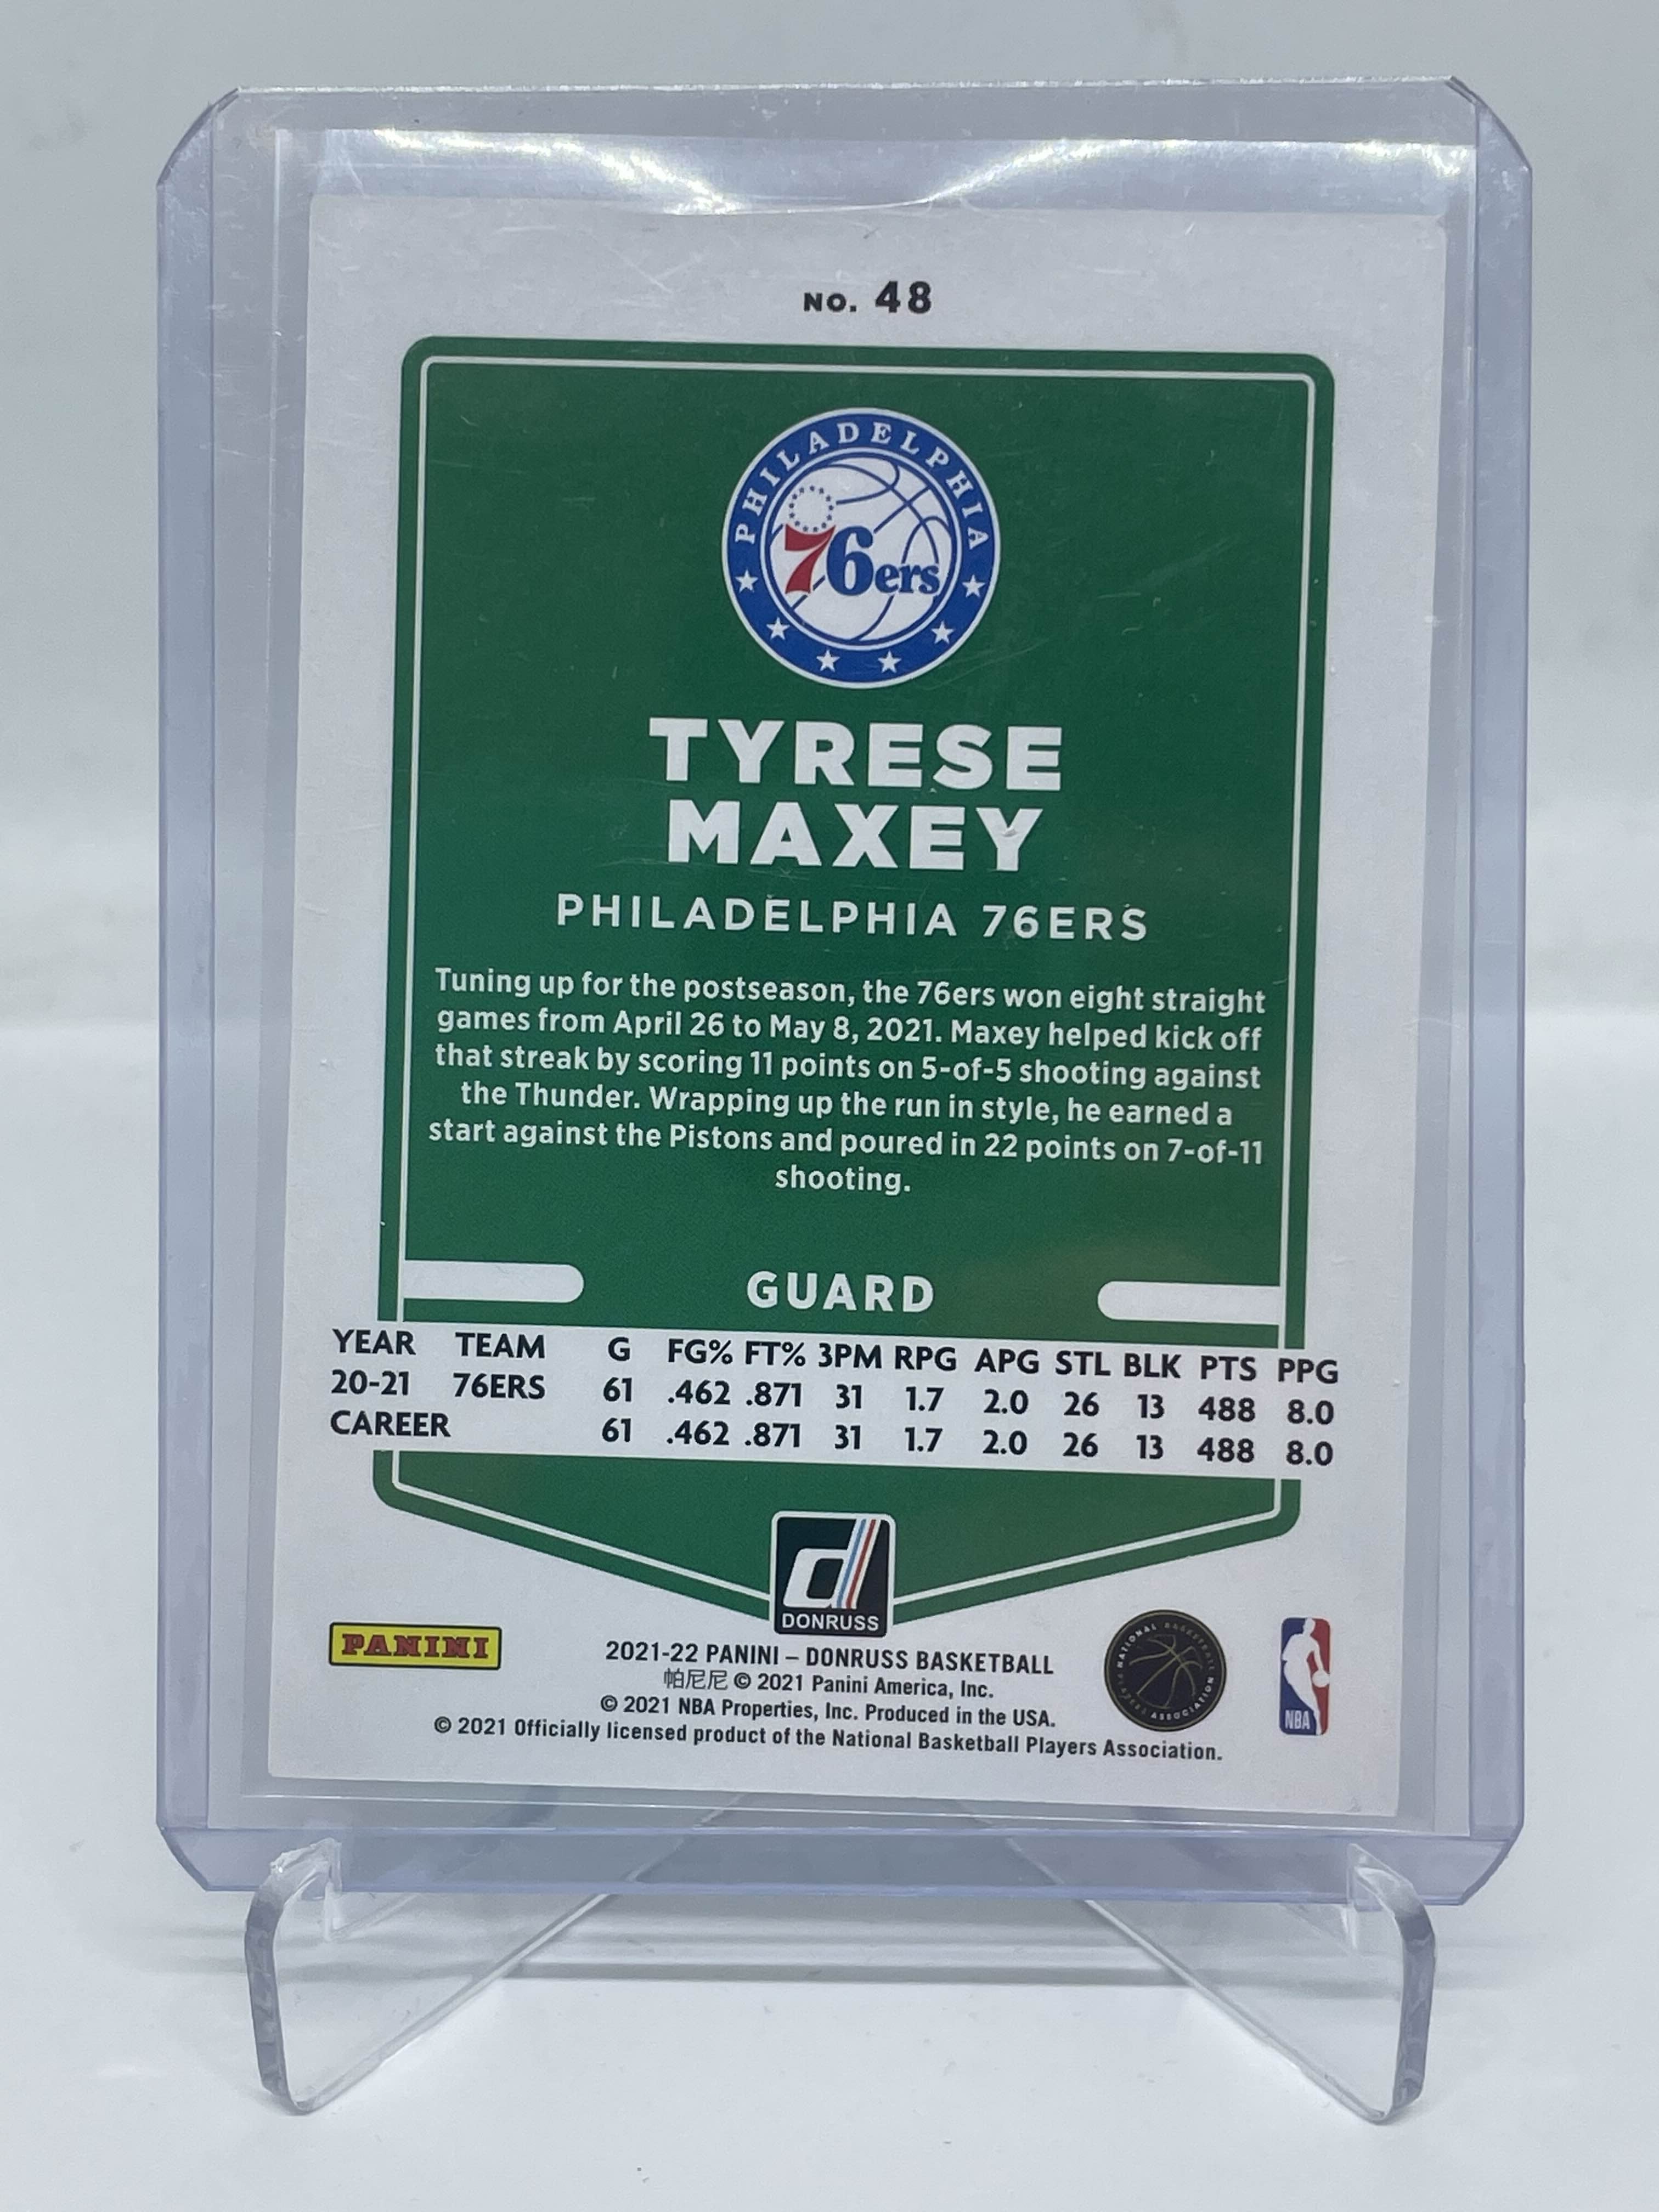 NO. 48
PHILADELPHIA
76ers
TYRESE
MAXEY
PHILADELPHIA 76ERS
Tuning up for the postseason, the 76ers won eight straight
games from April 26 to May 8, 2021. Maxey helped kick off
that streak by scoring 11 points on 5-of-5 shooting against
the Thunder. Wrapping up the run in style, he earned a
start against the Pistons and poured in 22 points on 7-of-11
shooting.
GUARD
YEAR TEAM G FG% FT% 3PM RPG APG STL BLK PTS PPG
20-21 76ERS 61 .462 .871 31 1.7 2.0 26 13 488 8.0
CAREER 61 .462 .871 31 1.7 2.0 26 13 488 8.0
DONRUSS
PANINI
2021-22 PANINI – DONRUSS BASKETBALL
帕尼尼 © 2021 Panini America, Inc.
© 2021 NBA Properties, Inc. Produced in the USA.
© 2021 Officially licensed product of the National Basketball Players Association.
NATIONAL BASKETBALL PLAYERS ASSOCIATION
NBA